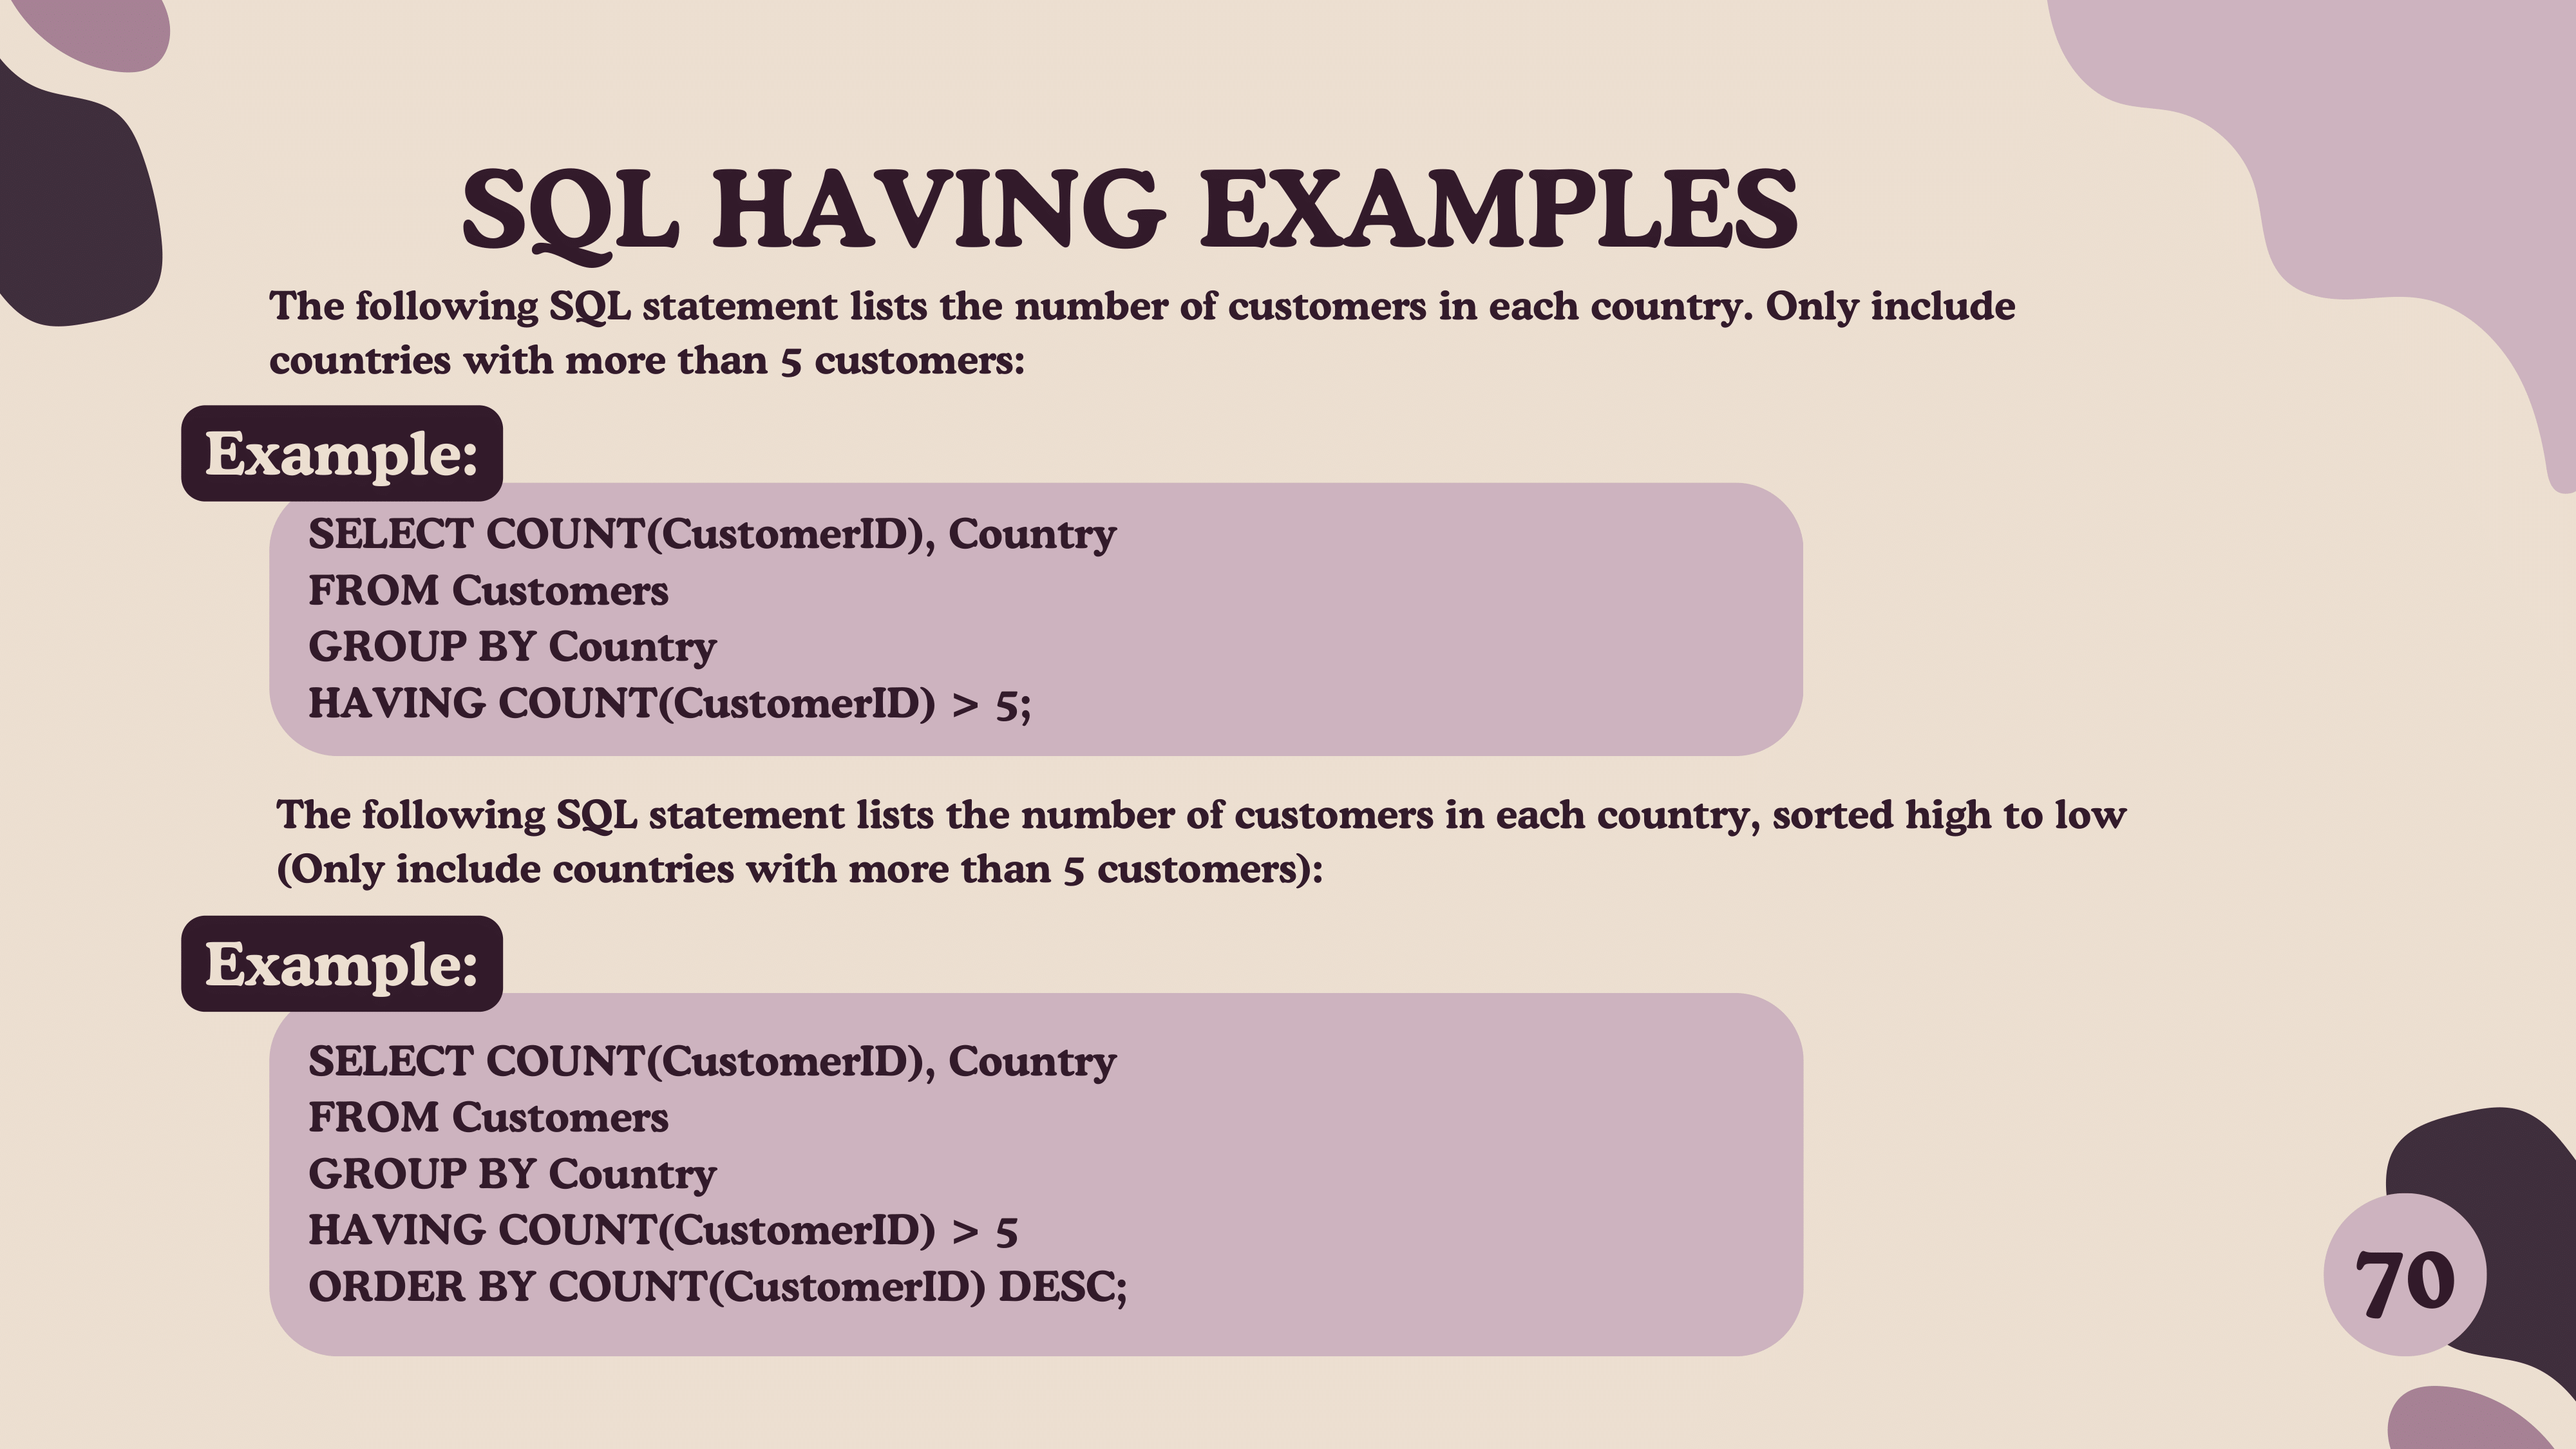 SQL HAVING EXAMPLES
The following SQL statement lists the number of customers in each country. Only include
countries with more than 5 customers:
Example:
SELECT COUNT(CustomerID), Country
FROM Customers
GROUP BY Country
HAVING COUNT(CustomerID) > 5;
The following SQL statement lists the number of customers in each country, sorted high to low
(Only include countries with more than 5 customers):
Example:
SELECT COUNT(CustomerID), Country
FROM Customers
GROUP BY Country
HAVING COUNT(CustomerID) > 5
ORDER BY COUNT(CustomerID) DESC;
70